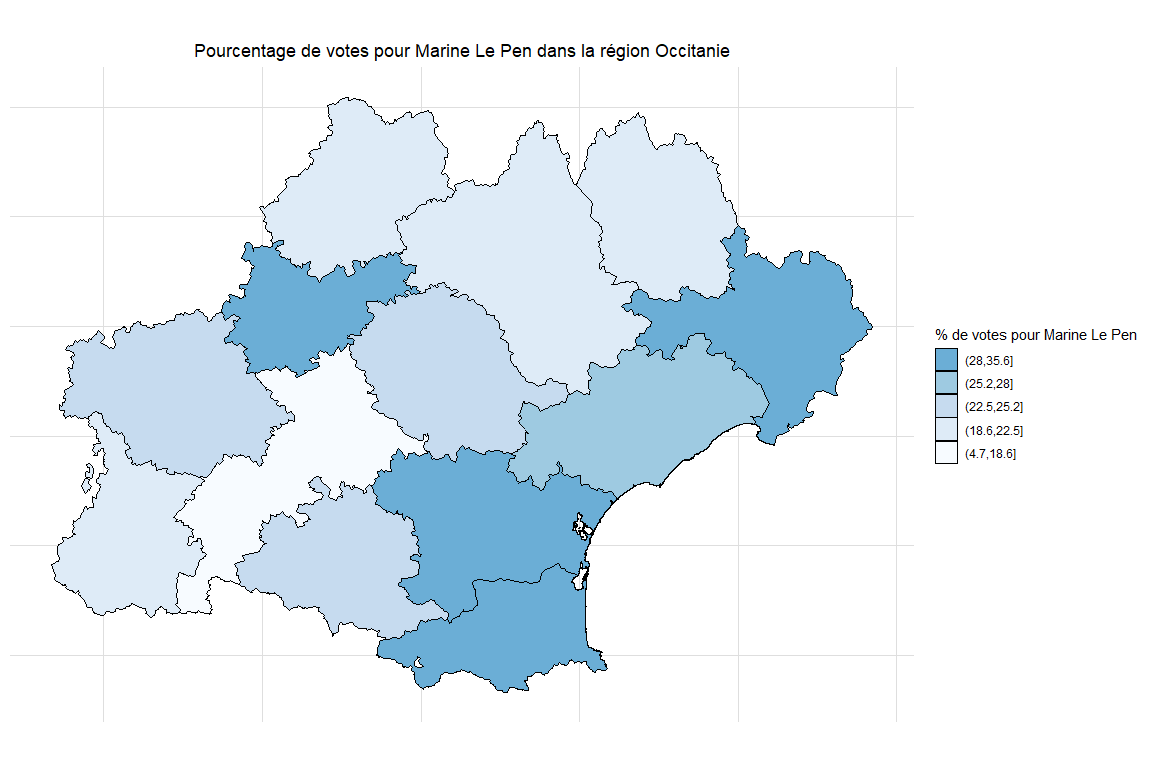 Pourcentage de votes pour Marine Le Pen dans la région Occitanie
% de votes pour Marine Le Pen
(28,35.6]
(25.2,28]
(22.5,25.2]
(18.6,22.5]
(4.7,18.6]